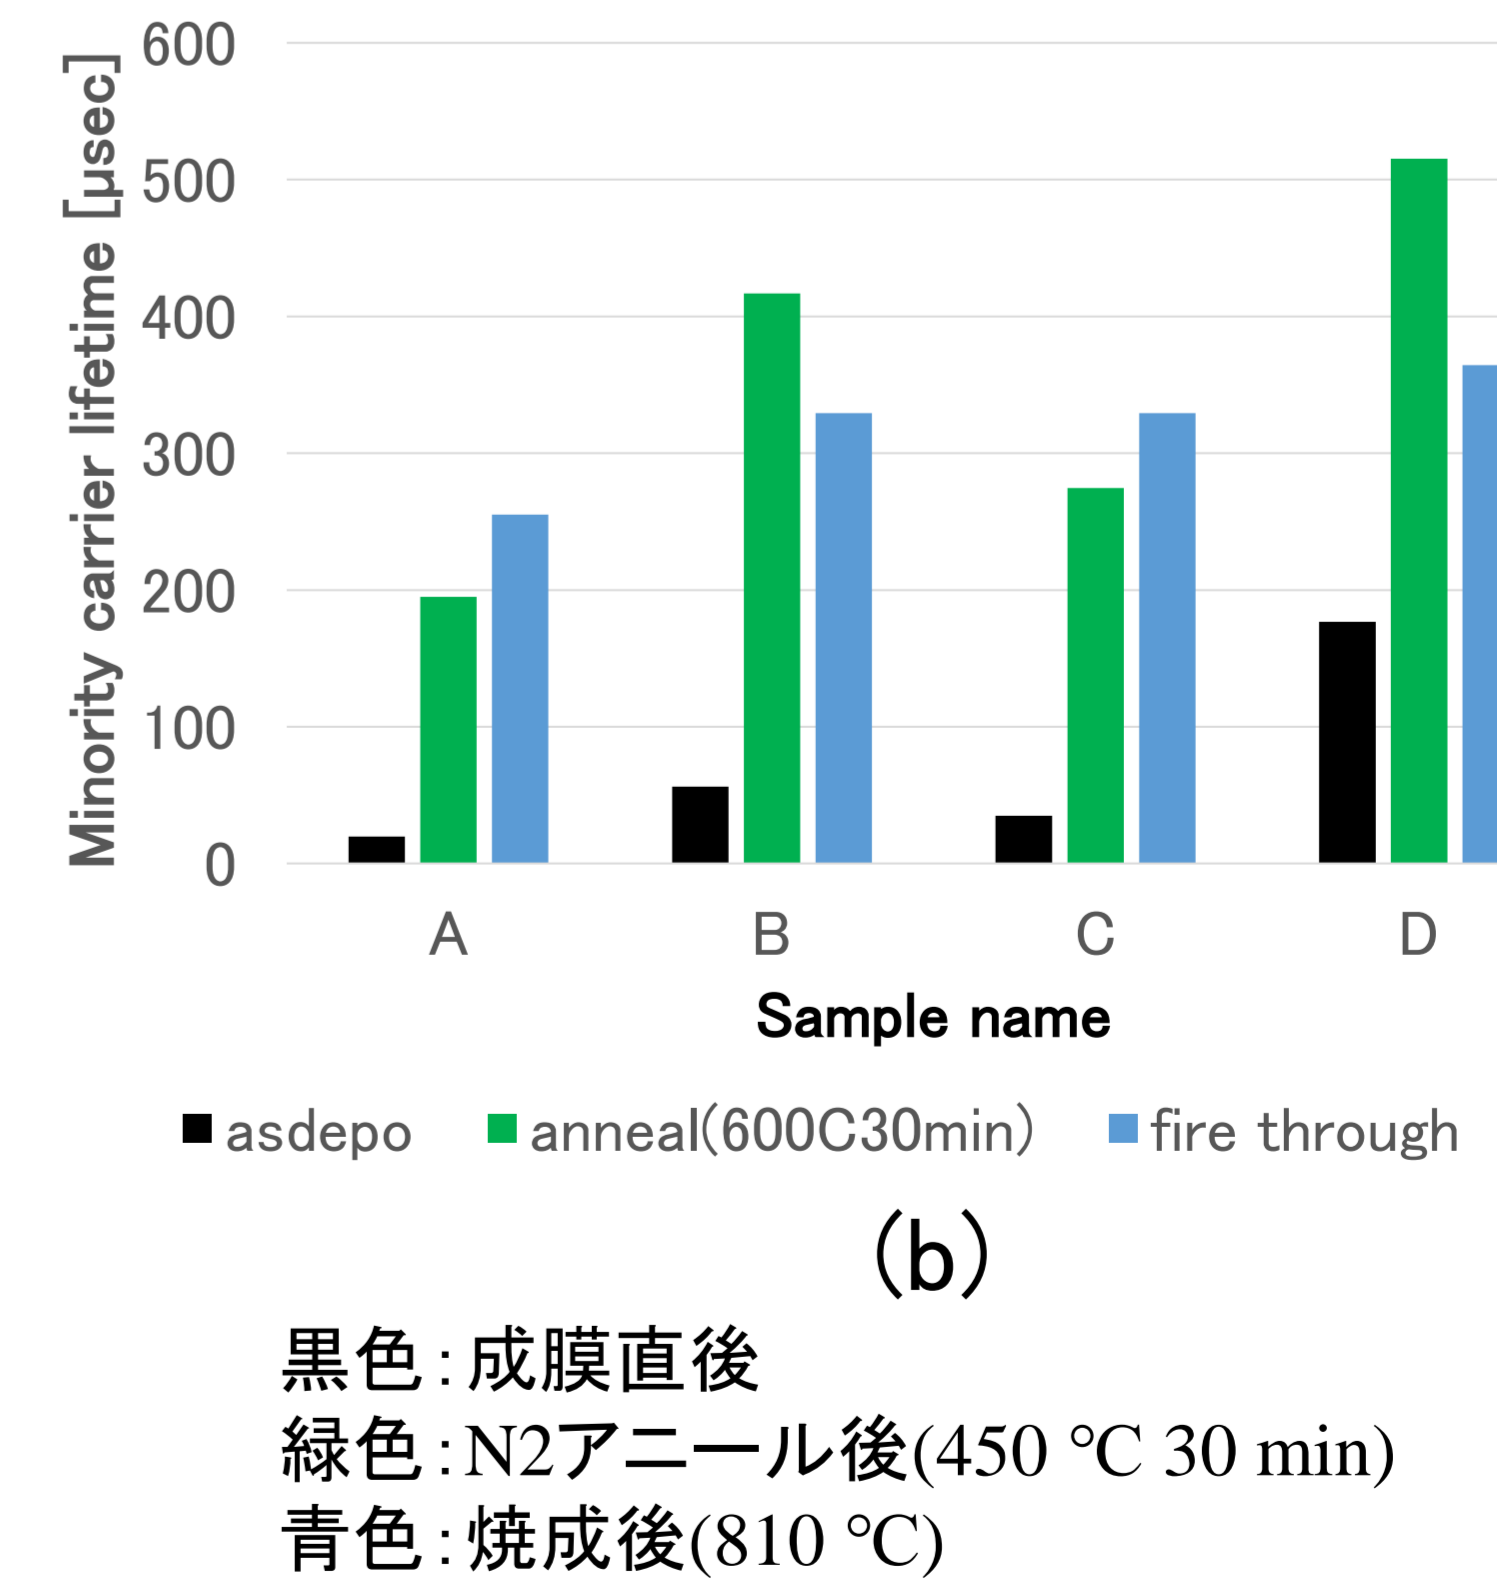 600
500
400
300
200
100
0
Minority carrier lifetime [μsec]
A B C D
Sample name
asdepo anneal(600C30min) fire through
(b)
黒色：成膜直後
緑色：N2アニール後(450 ℃ 30 min)
青色：焼成後(810 ℃)